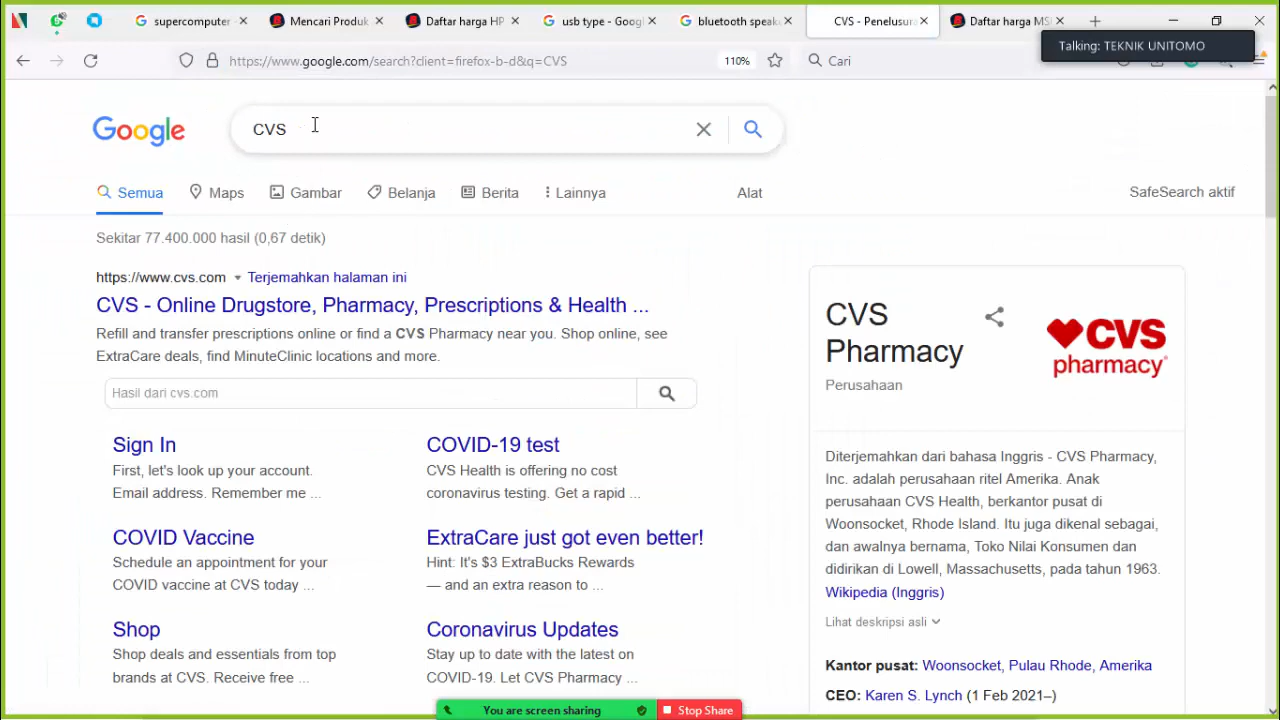 supercomputer
Mencari Produk
Daftar harga HP
usb type - Goog
bluetooth speak
CVS - Penelusur
Daftar harga MS
Talking: TEKNIK UNITOMO
https://www.google.com/search?client=firefox-b-d&q=CVS
110%
Cari
Google
CVS
Semua
Maps
Gambar
Belanja
Berita
Lainnya
Alat
SafeSearch aktif
Sekitar 77.400.000 hasil (0,67 detik)
https://www.cvs.com
Terjemahkan halaman ini
CVS - Online Drugstore, Pharmacy, Prescriptions & Health ...
Refill and transfer prescriptions online or find a CVS Pharmacy near you. Shop online, see
ExtraCare deals, find MinuteClinic locations and more.
Hasil dari cvs.com
Sign In
First, let's look up your account.
Email address. Remember me ...
COVID-19 test
CVS Health is offering no cost
coronavirus testing. Get a rapid ...
COVID Vaccine
Schedule an appointment for your
COVID vaccine at CVS today ...
ExtraCare just got even better!
Hint: It's $3 ExtraBucks Rewards
— and an extra reason to ...
Shop
Shop deals and essentials from top
brands at CVS. Receive free ...
Coronavirus Updates
Stay up to date with the latest on
COVID-19. Let CVS Pharmacy ...
CVS
Pharmacy
Perusahaan
CVS
pharmacy
Diterjemahkan dari bahasa Inggris - CVS Pharmacy,
Inc. adalah perusahaan ritel Amerika. Anak
perusahaan CVS Health, berkantor pusat di
Woonsocket, Rhode Island. Itu juga dikenal sebagai,
dan awalnya bernama, Toko Nilai Konsumen dan
didirikan di Lowell, Massachusetts, pada tahun 1963.
Wikipedia (Inggris)
Lihat deskripsi asli
Kantor pusat: Woonsocket, Pulau Rhode, Amerika
CEO: Karen S. Lynch (1 Feb 2021–)
You are screen sharing
Stop Share